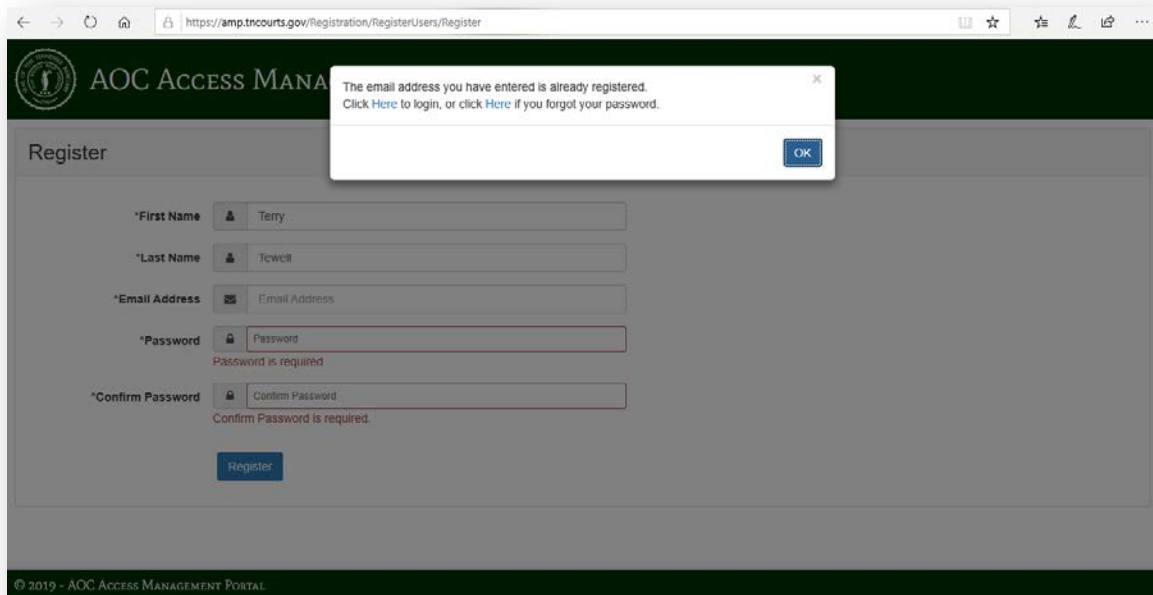 https://amp.tncourts.gov/Registration/RegisterUsers/Register
AOC ACCESS MANA
The email address you have entered is already registered.
Click Here to login, or click Here if you forgot your password.
×
OK
Register
*First Name Terry
*Last Name Tewell
*Email Address Email Address
*Password Password
Password is required
*Confirm Password Confirm Password
Confirm Password is required.
Register
© 2019 - AOC ACCESS MANAGEMENT PORTAL